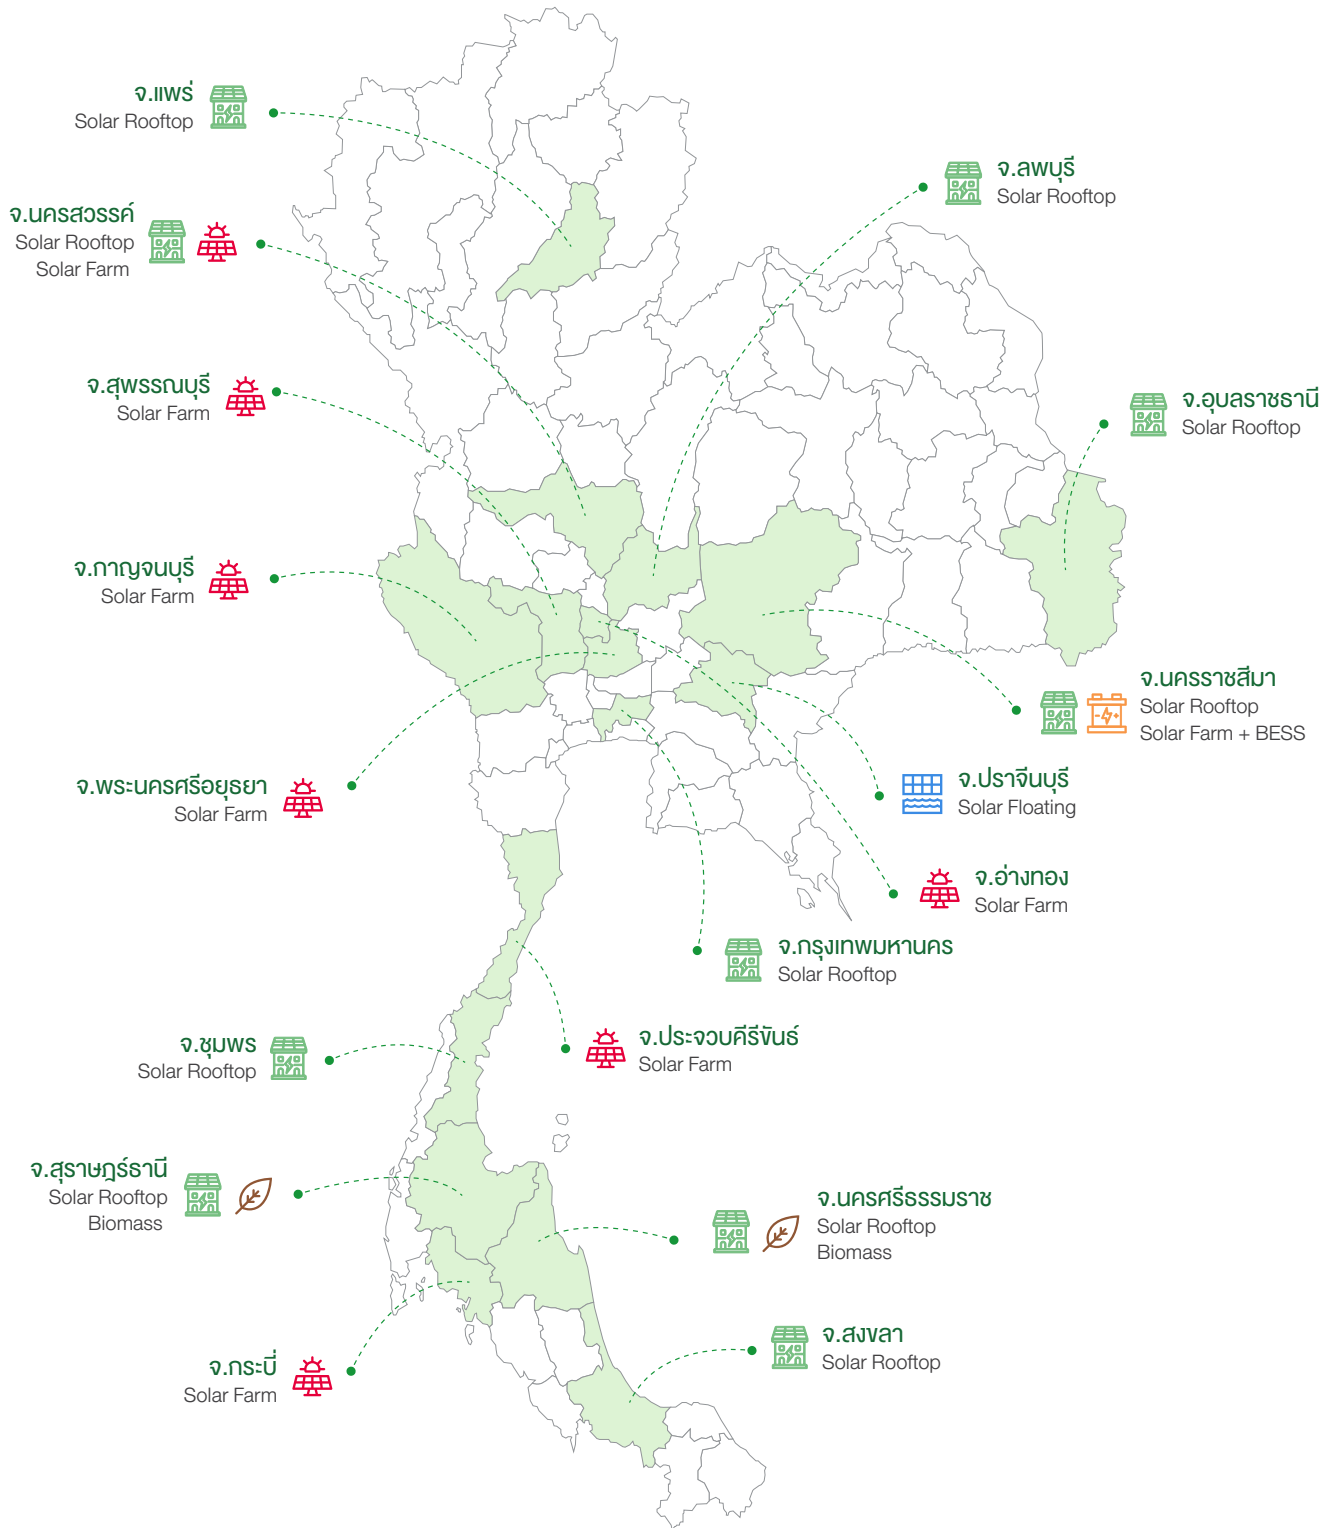 จ.แพร่
Solar Rooftop
จ.นครสวรรค์
Solar Rooftop
Solar Farm
จ.สุพรรณบุรี
Solar Farm
จ.กาญจนบุรี
Solar Farm
จ.พระนครศรีอยุธยา
Solar Farm
จ.ชุมพร
Solar Rooftop
จ.สุราษฎร์ธานี
Solar Rooftop
Biomass
จ.กระบี่
Solar Farm
จ.ลพบุรี
Solar Rooftop
จ.อุบลราชธานี
Solar Rooftop
จ.นครราชสีมา
Solar Rooftop
Solar Farm + BESS
จ.ปราจีนบุรี
Solar Floating
จ.อ่างทอง
Solar Farm
จ.กรุงเทพมหานคร
Solar Rooftop
จ.ประจวบคีรีขันธ์
Solar Farm
จ.นครศรีธรรมราช
Solar Rooftop
Biomass
จ.สงขลา
Solar Rooftop